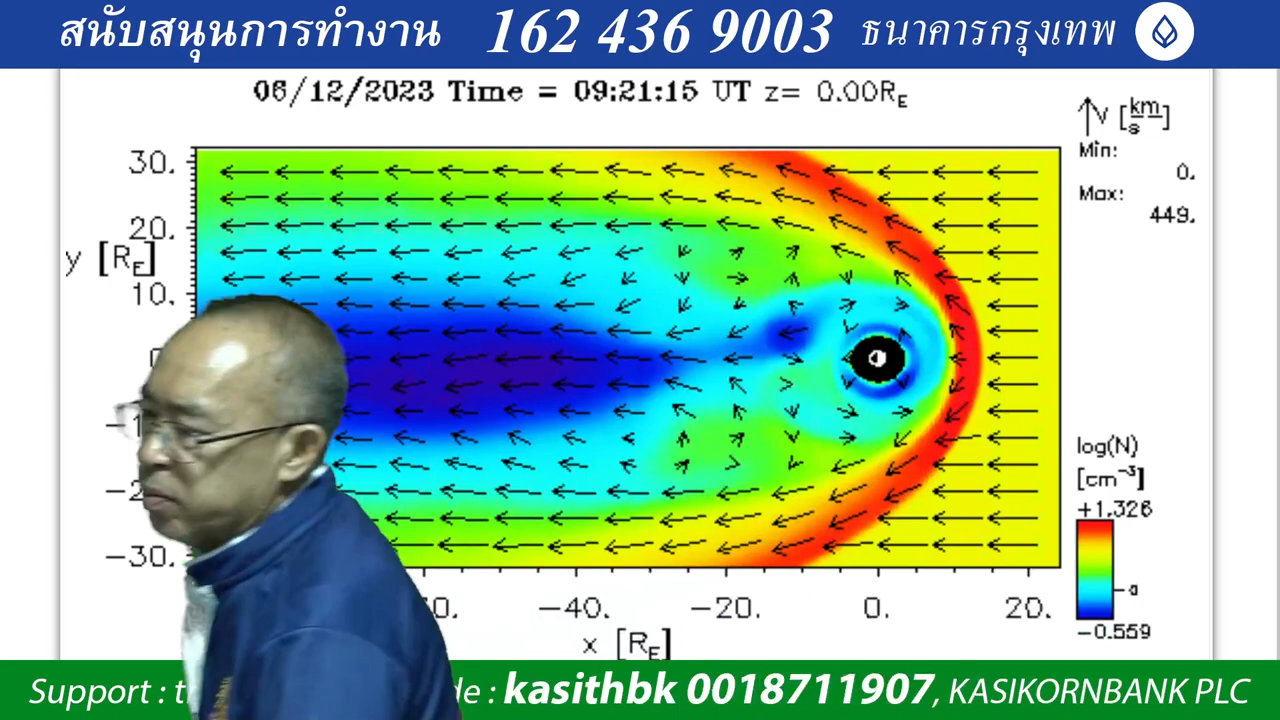 สนับสนุนการทำงาน 162 436 9003 ธนาคารกรุงเทพ
06/12/2023 Time = 09:21:15 UT z= 0.00RE
V [km/s]
Min:
0.
Max:
449.
30.
20.
y [RE]
10.
log(N)
[cm⁻³]
+1.326
-0.559
-30.
-40. -20. 0. 20.
x [RE]
Support : de : kasithbk 0018711907, KASIKORNBANK PLC